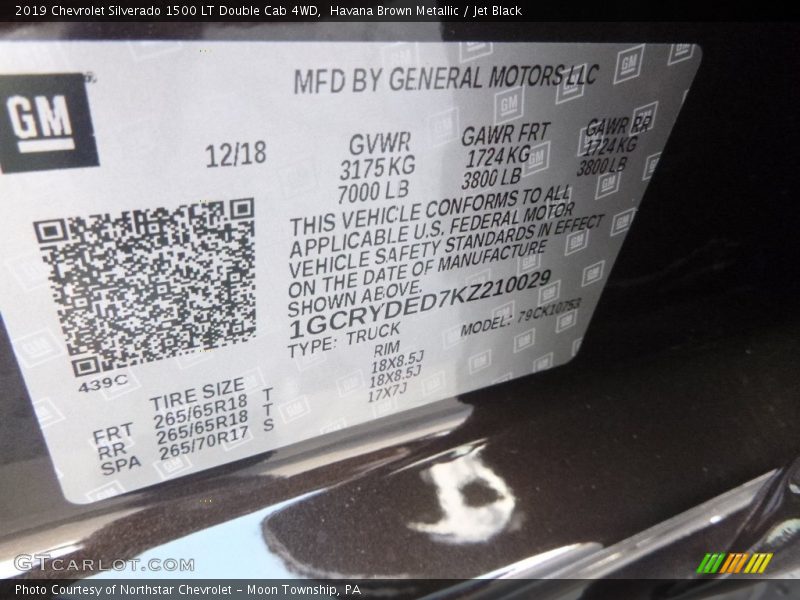 2019 Chevrolet Silverado 1500 LT Double Cab 4WD, Havana Brown Metallic / Jet Black
MFD BY GENERAL MOTORS LLC
GM
12/18
GVWR GAWR FRT GAWR RR
3175 KG 1724 KG 1724 KG
7000 LB 3800 LB 3800 LB
THIS VEHICLE CONFORMS TO ALL
APPLICABLE U.S. FEDERAL MOTOR
VEHICLE SAFETY STANDARDS IN EFFECT
ON THE DATE OF MANUFACTURE
SHOWN ABOVE.
1GCRYDED7KZ210029
TYPE: TRUCK MODEL: 79CK10753
439C
TIRE SIZE RIM
FRT 265/65R18 T 18X8.5J
RR 265/65R18 T 18X8.5J
SPA 265/70R17 S 17X7J
GTCARLOT.COM
Photo Courtesy of Northstar Chevrolet - Moon Township, PA